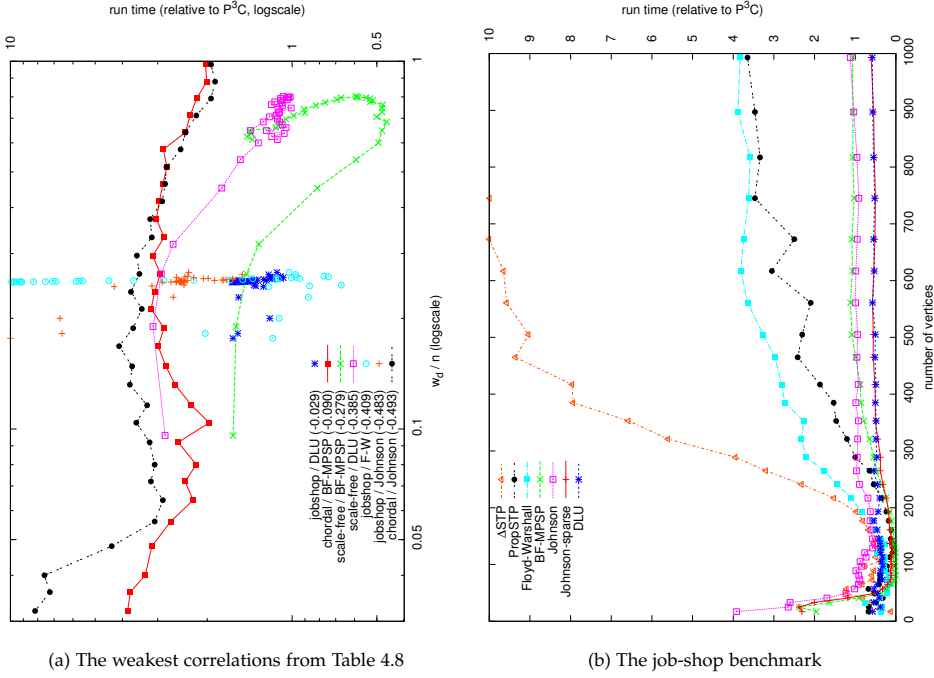 run time (relative to P³C, logscale)
10
1
0.5
1
0.1
0.05
w_d / n (logscale)
jobshop / DLU (-0.029)
chordal / BF-MPSP (-0.090)
scale-free / BF-MPSP (-0.279)
scale-free / DLU (-0.385)
jobshop / F-W (-0.409)
jobshop / Johnson (-0.483)
chordal / Johnson (-0.493)
(a) The weakest correlations from Table 4.8
run time (relative to P³C)
10
9
8
7
6
5
4
3
2
1
0
1000
900
800
700
600
500
400
300
200
100
0
number of vertices
ΔSTP
PropSTP
Floyd-Warshall
BF-MPSP
Johnson
Johnson-sparse
DLU
(b) The job-shop benchmark